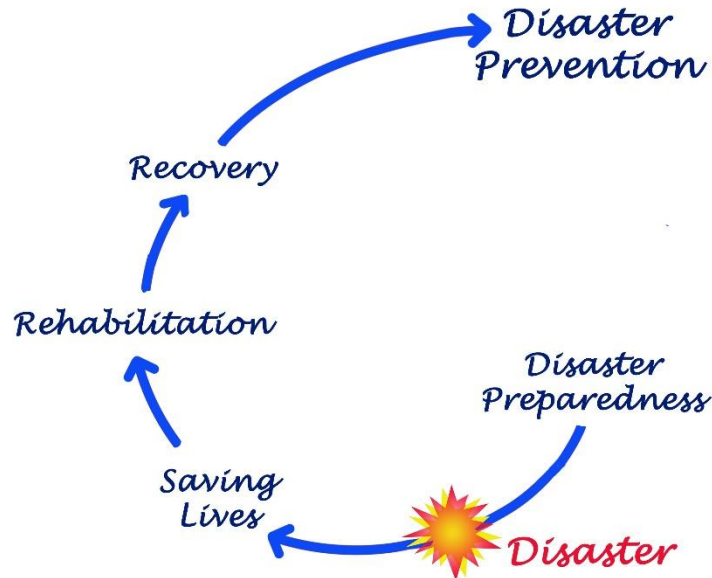 Disaster
Prevention
Recovery
Rehabilitation
Disaster
Preparedness
Saving
Lives
Disaster